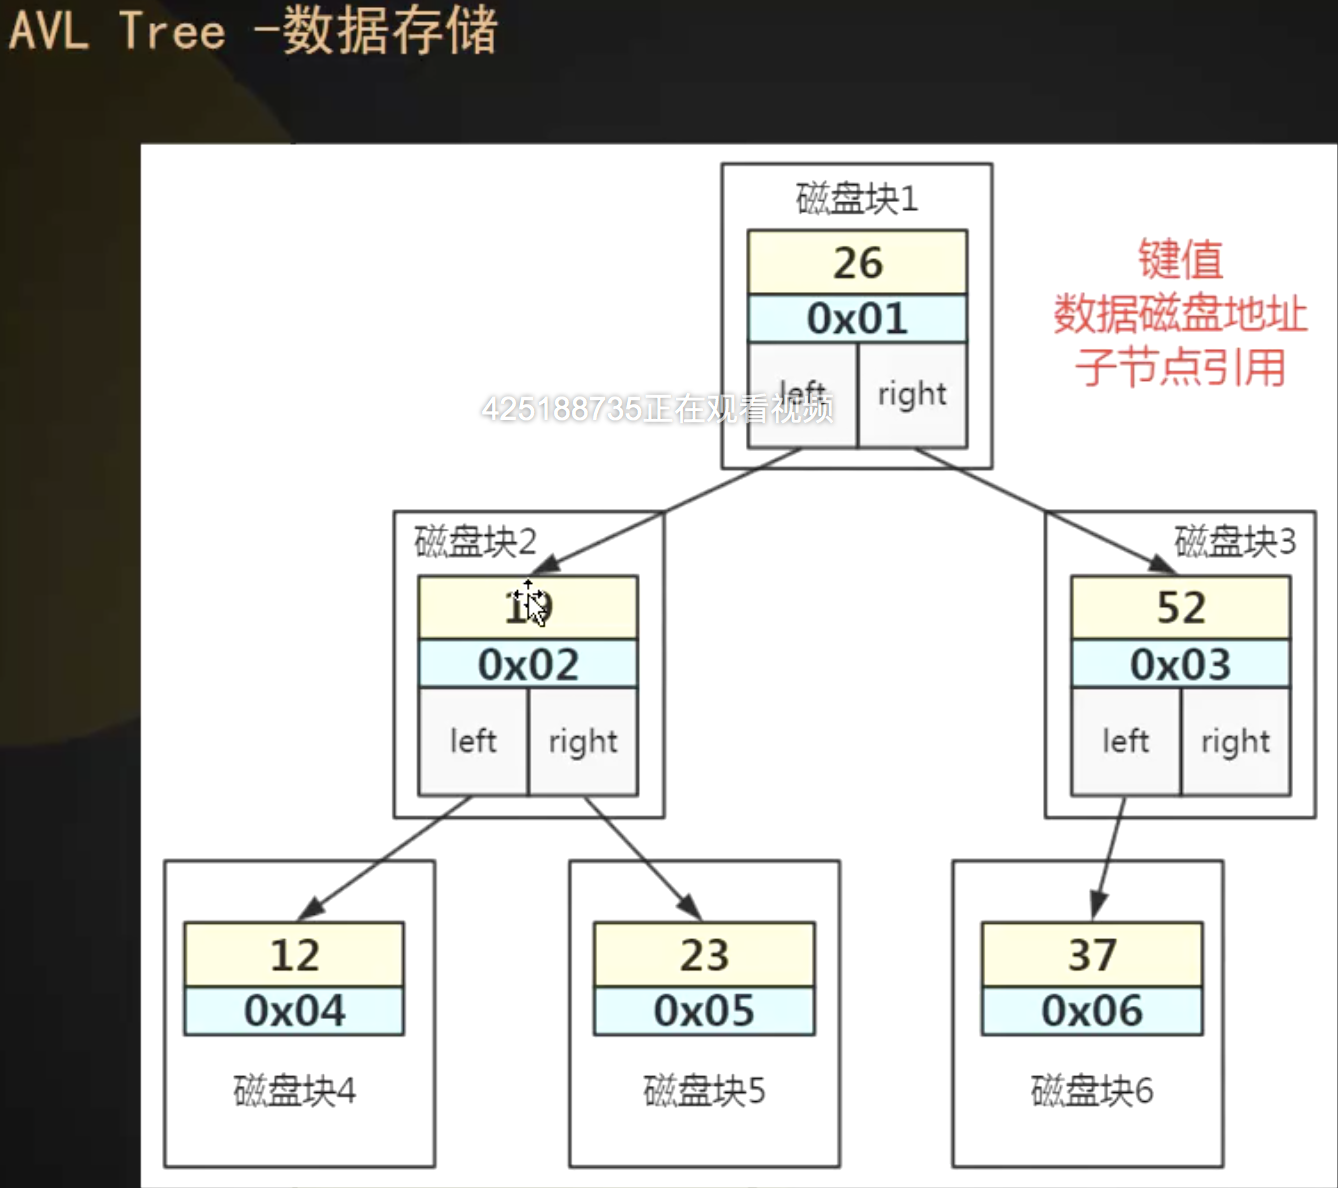 AVL Tree -数据存储
磁盘块1
26
0x01
left right
键值
数据磁盘地址
子节点引用
425188735正在观看视频
磁盘块2
19
0x02
left right
磁盘块3
52
0x03
left right
12
0x04
磁盘块4
23
0x05
磁盘块5
37
0x06
磁盘块6